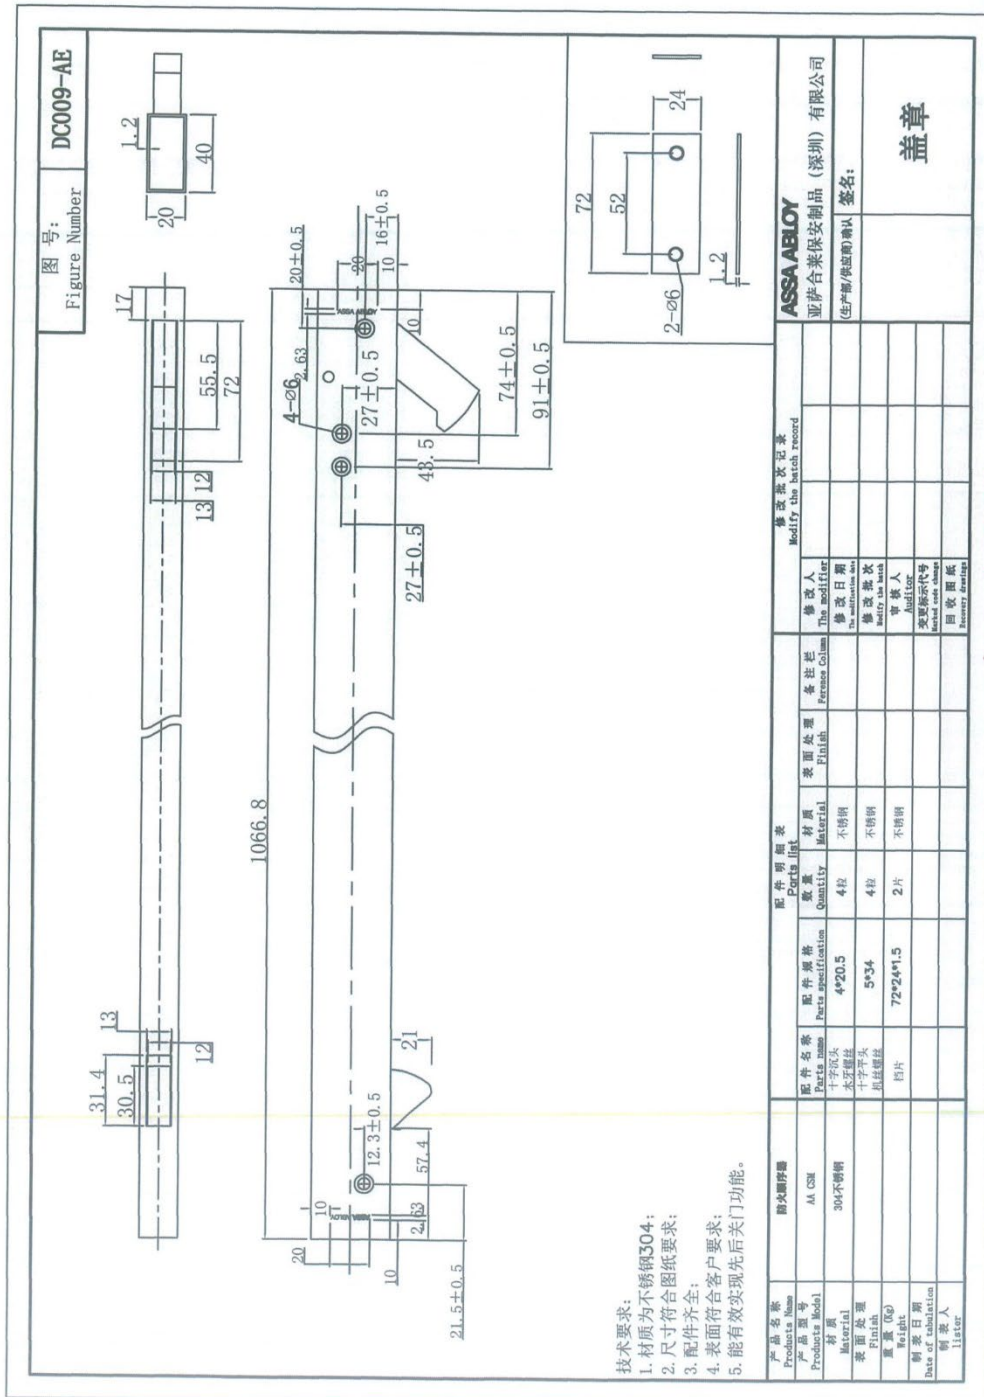 图 号:
Figure Number
DC009-AE
17
55.5
72
12
13
31.4
30.5
13
12
1.2
20
40
1066.8
20±0.5
2.63
4-Ø6
27±0.5
20
10
16±0.5
ASSA ABLOY
10
43.5
74±0.5
91±0.5
27±0.5
21
12.3±0.5
57.4
10
20
ASSA ABLOY
2.63
10
21.5±0.5
72
52
24
2-Ø6
1.2
技术要求:
1. 材质为不锈钢304;
2. 尺寸符合图纸要求;
3. 配件齐全;
4. 表面符合客户要求;
5. 能有效实现先后关门功能。
产 品 名 称
Products Name
防火顺序器
产 品 型 号
Products Model
AA CSM
材 质
Material
304不锈钢
表 面 处 理
Finish
重 量 (Kg)
Weight
制 表 日 期
Date of tabulation
制 表 人
lister
配 件 明 细 表
Parts list
配 件 名 称
Parts name
配 件 规 格
Parts specification
数 量
Quantity
材 质
Material
表 面 处 理
Finish
备 注 栏
Ference Column
十字沉头
木牙螺丝
4*20.5
4粒
不锈钢
十字平头
机丝螺丝
5*34
4粒
不锈钢
档片
72*24*1.5
2片
不锈钢
修 改 批 次 记 录
Modify the batch record
修 改 人
The modifier
修 改 日 期
The modification date
修 改 批 次
Modify the batch
审 核 人
Auditor
变更标示代号
Marked code change
回 收 图 纸
Recovery drawings
ASSA ABLOY
亚萨合莱保安制品（深圳）有限公司
(生产部/供应商)确认
签名:
盖章